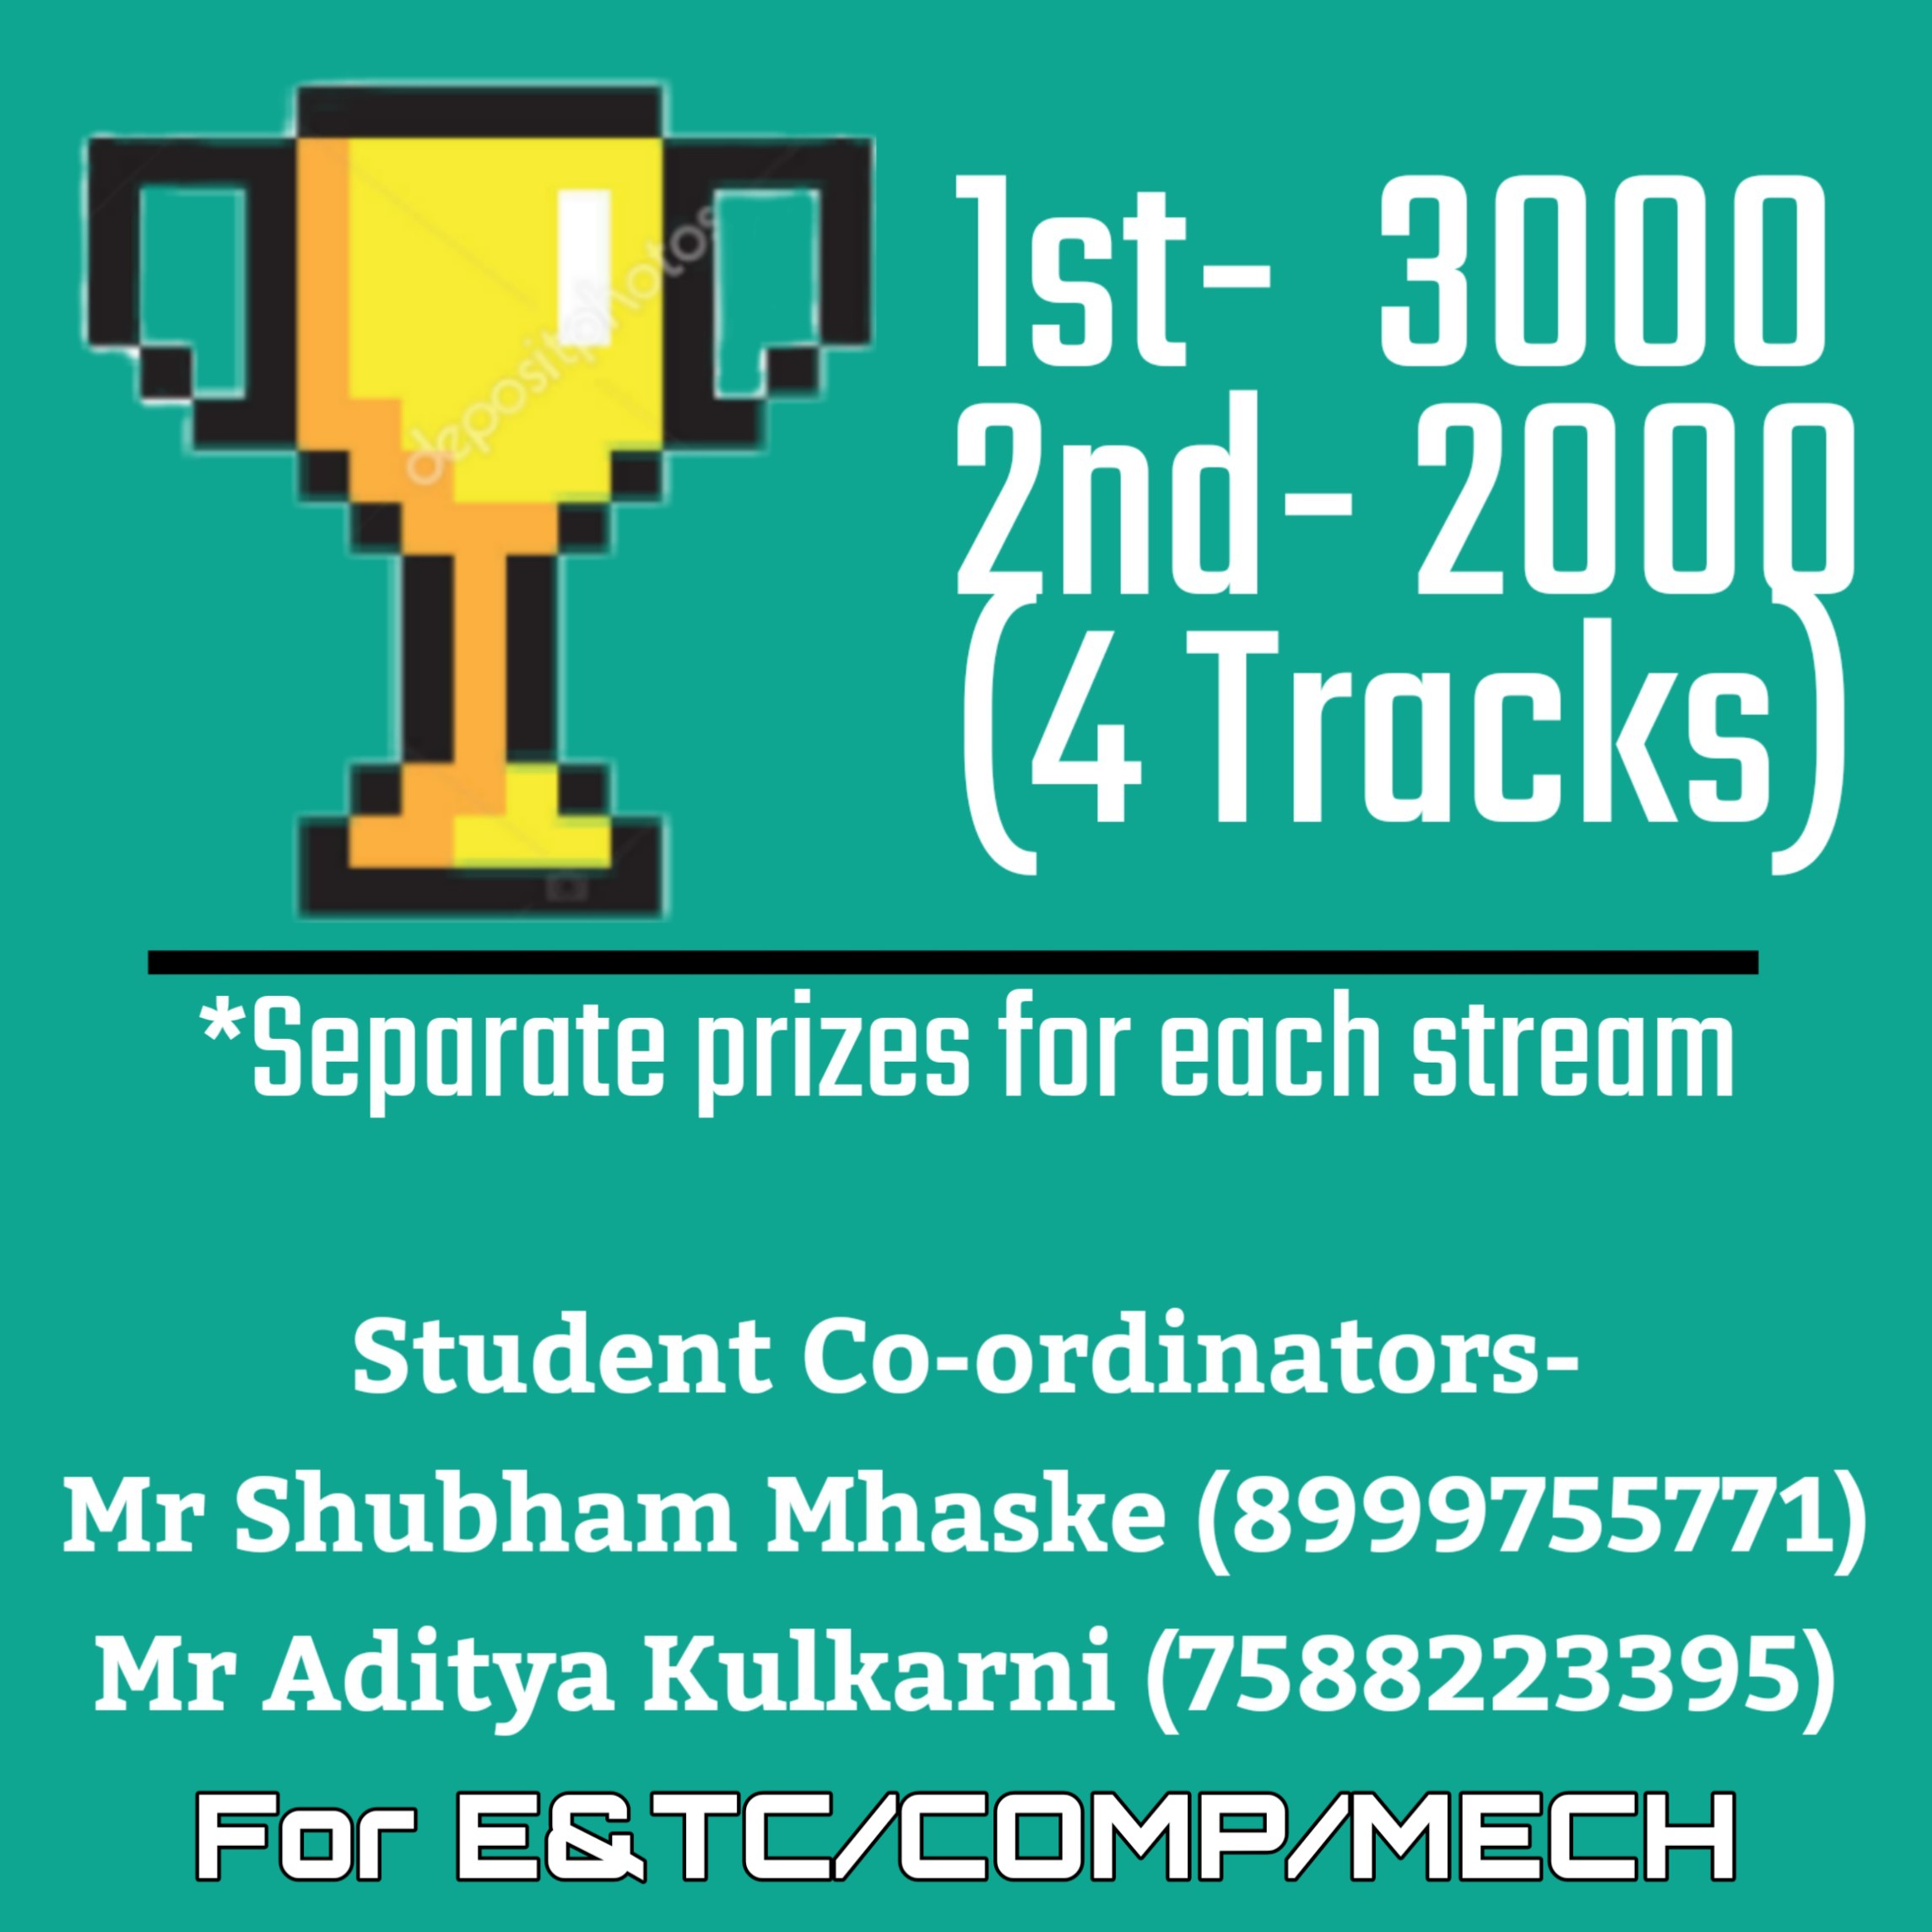 depositphotos
1st- 3000
2nd- 2000
(4 Tracks)
*Separate prizes for each stream
Student Co-ordinators-
Mr Shubham Mhaske (8999755771)
Mr Aditya Kulkarni (7588223395)
For E&TC/COMP/MECH